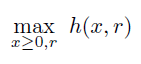 max h(x, r)
x≥0,r